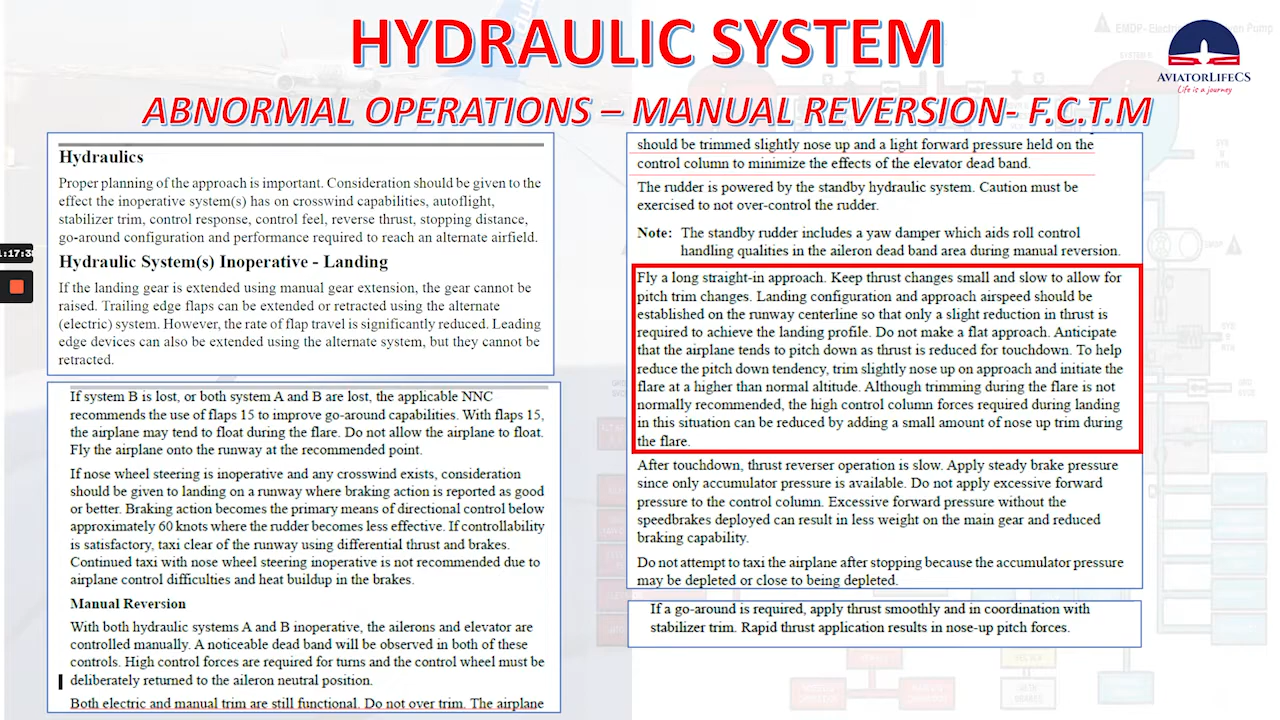 HYDRAULIC SYSTEM
AVIATORLIFECS
Life is a journey
ABNORMAL OPERATIONS – MANUAL REVERSION- F.C.T.M
Hydraulics
Proper planning of the approach is important. Consideration should be given to the
effect the inoperative system(s) has on crosswind capabilities, autoflight,
stabilizer trim, control response, control feel, reverse thrust, stopping distance,
go-around configuration and performance required to reach an alternate airfield.
Hydraulic System(s) Inoperative - Landing
If the landing gear is extended using manual gear extension, the gear cannot be
raised. Trailing edge flaps can be extended or retracted using the alternate
(electric) system. However, the rate of flap travel is significantly reduced. Leading
edge devices can also be extended using the alternate system, but they cannot be
retracted.
If system B is lost, or both system A and B are lost, the applicable NNC
recommends the use of flaps 15 to improve go-around capabilities. With flaps 15,
the airplane may tend to float during the flare. Do not allow the airplane to float.
Fly the airplane onto the runway at the recommended point.
If nose wheel steering is inoperative and any crosswind exists, consideration
should be given to landing on a runway where braking action is reported as good
or better. Braking action becomes the primary means of directional control below
approximately 60 knots where the rudder becomes less effective. If controllability
is satisfactory, taxi clear of the runway using differential thrust and brakes.
Continued taxi with nose wheel steering inoperative is not recommended due to
airplane control difficulties and heat buildup in the brakes.
Manual Reversion
With both hydraulic systems A and B inoperative, the ailerons and elevator are
controlled manually. A noticeable dead band will be observed in both of these
controls. High control forces are required for turns and the control wheel must be
deliberately returned to the aileron neutral position.
Both electric and manual trim are still functional. Do not over trim. The airplane
should be trimmed slightly nose up and a light forward pressure held on the
control column to minimize the effects of the elevator dead band.
The rudder is powered by the standby hydraulic system. Caution must be
exercised to not over-control the rudder.
Note: The standby rudder includes a yaw damper which aids roll control
handling qualities in the aileron dead band area during manual reversion.
Fly a long straight-in approach. Keep thrust changes small and slow to allow for
pitch trim changes. Landing configuration and approach airspeed should be
established on the runway centerline so that only a slight reduction in thrust is
required to achieve the landing profile. Do not make a flat approach. Anticipate
that the airplane tends to pitch down as thrust is reduced for touchdown. To help
reduce the pitch down tendency, trim slightly nose up on approach and initiate the
flare at a higher than normal altitude. Although trimming during the flare is not
normally recommended, the high control column forces required during landing
in this situation can be reduced by adding a small amount of nose up trim during
the flare.
After touchdown, thrust reverser operation is slow. Apply steady brake pressure
since only accumulator pressure is available. Do not apply excessive forward
pressure to the control column. Excessive forward pressure without the
speedbrakes deployed can result in less weight on the main gear and reduced
braking capability.
Do not attempt to taxi the airplane after stopping because the accumulator pressure
may be depleted or close to being depleted.
If a go-around is required, apply thrust smoothly and in coordination with
stabilizer trim. Rapid thrust application results in nose-up pitch forces.